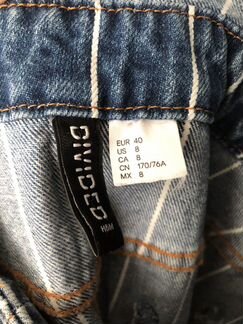 DIVIDED
H&M
EUR 40
US 8
CA 8
CN 170/76A
MX 8